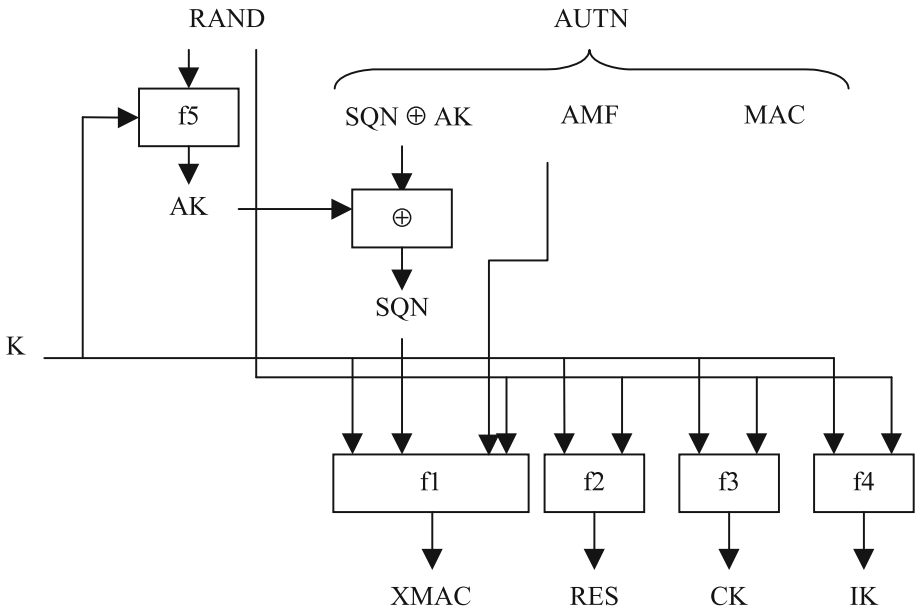 RAND AUTN
f5 SQN ⊕ AK AMF MAC
AK ⊕
SQN
K
f1 f2 f3 f4
XMAC RES CK IK